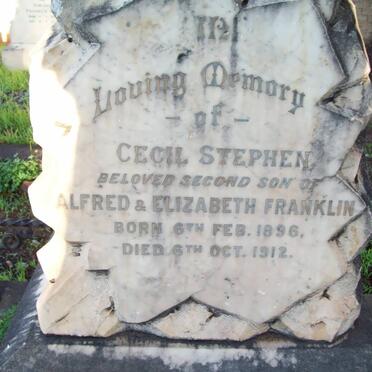 In
Loving Memory
- of -
CECIL STEPHEN
BELOVED SECOND SON OF
ALFRED & ELIZABETH FRANKLIN
BORN 6TH FEB. 1896.
DIED 6TH OCT. 1912.